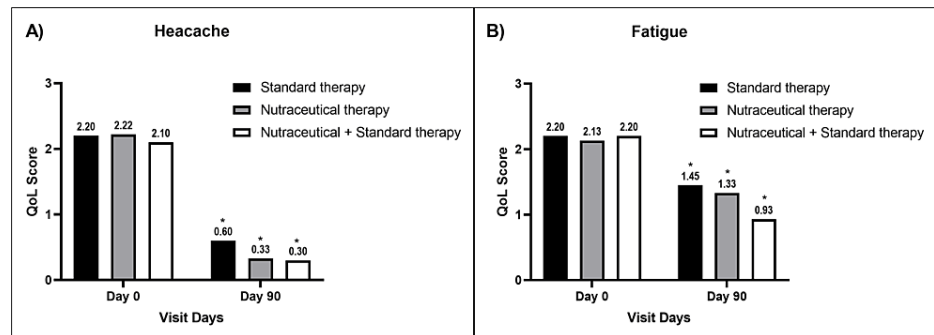 A)
Heacache
Standard therapy
Nutraceutical therapy
Nutraceutical + Standard therapy
QoL Score
3
2
1
0
2.20
2.22
2.10
*
0.60
*
0.33
*
0.30
Day 0
Day 90
Visit Days
B)
Fatigue
Standard therapy
Nutraceutical therapy
Nutraceutical + Standard therapy
QoL Score
3
2
1
0
2.20
2.13
2.20
*
1.45
*
1.33
*
0.93
Day 0
Day 90
Visit Days